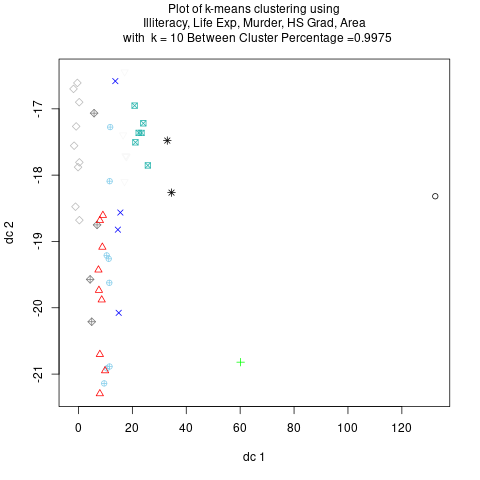 Plot of k-means clustering using
Illiteracy, Life Exp, Murder, HS Grad, Area
with k = 10 Between Cluster Percentage =0.9975
-17
-18
-19
-20
-21
dc 2
0 20 40 60 80 100 120
dc 1